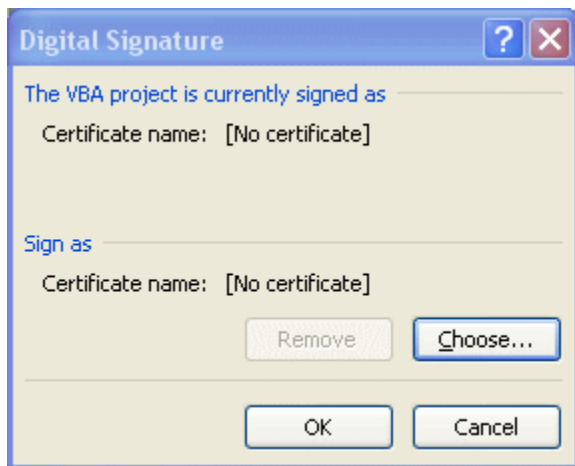 Digital Signature
?
The VBA project is currently signed as
Certificate name: [No certificate]
Sign as
Certificate name: [No certificate]
Remove Choose...
OK Cancel